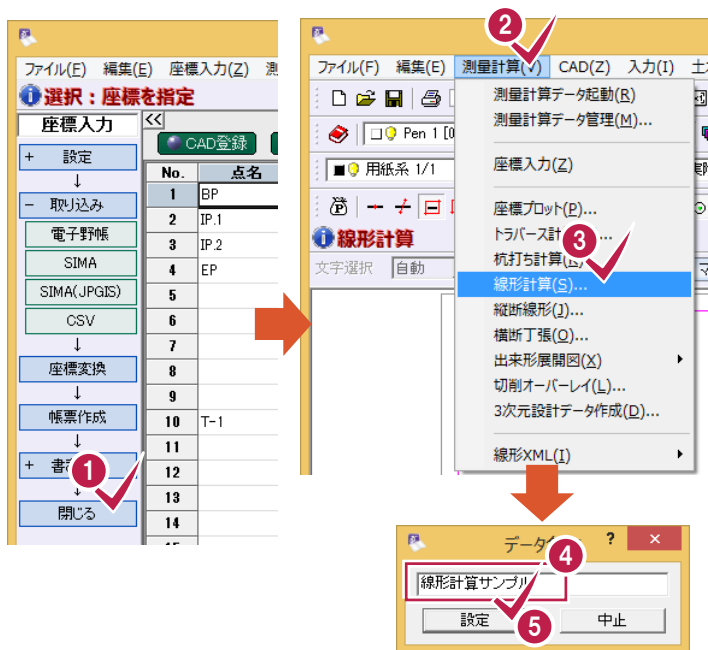 ファイル(F) 編集(E) 座標入力(Z) 測
選択：座標を指定
座標入力
<<
+ 設定
↓
- 取り込み
電子野帳
SIMA
SIMA(JPGIS)
CSV
↓
座標変換
↓
帳票作成
↓
+ 書
1
↓
閉じる
CAD登録
No. 点名
1 BP
2 IP.1
3 IP.2
4 EP
5
6
7
8
9
10 T-1
11
12
13
14
2
ファイル(F) 編集(E) 測量計算(V) CAD(Z) 入力(I) 土
Pen 1 [0
用紙系 1/1
線形計算
文字選択 自動
測量計算データ起動(R)
測量計算データ管理(M)...
座標入力(Z)
座標プロット(P)...
トラバース計
3
杭打ち計算
線形計算(S)...
縦断線形(J)...
横断丁張(O)...
出来形展開図(X)
切削オーバーレイ(L)...
3次元設計データ作成(D)...
線形XML(I)
データ
? ×
4
線形計算サンプル
設定 中止
5